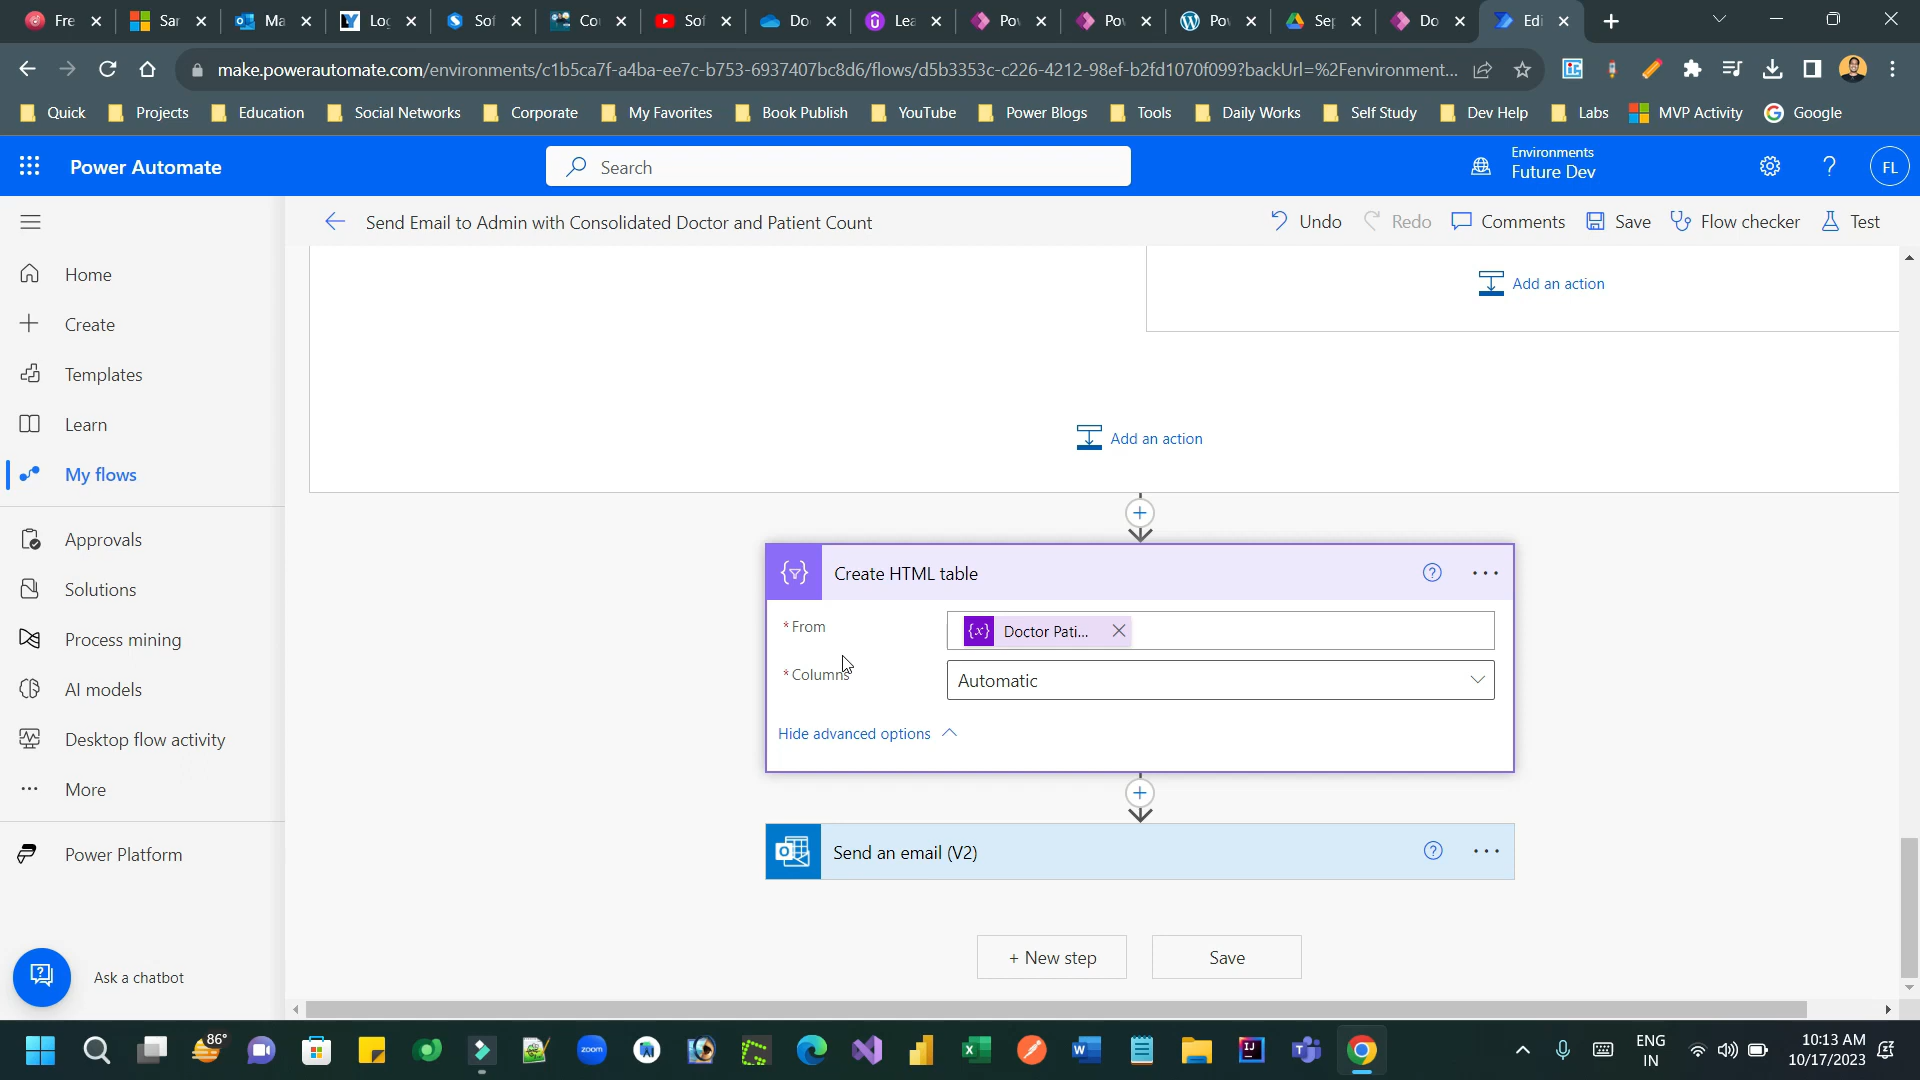 Fre
Sar
Ma
Log
Sof
Co
Sof
Do
Lea
Po
Po
Po
Sep
Do
Edi
make.powerautomate.com/environments/c1b5ca7f-a4ba-ee7c-b753-6937407bc8d6/flows/d5b3353c-c226-4212-98ef-b2fd1070f099?backUrl=%2Fenvironment...
Quick
Projects
Education
Social Networks
Corporate
My Favorites
Book Publish
YouTube
Power Blogs
Tools
Daily Works
Self Study
Dev Help
Labs
MVP Activity
Google
Power Automate
Search
Environments
Future Dev
FL
Send Email to Admin with Consolidated Doctor and Patient Count
Undo
Redo
Comments
Save
Flow checker
Test
Home
Create
Templates
Learn
My flows
Approvals
Solutions
Process mining
AI models
Desktop flow activity
More
Power Platform
Ask a chatbot
Add an action
Add an action
Create HTML table
* From
Doctor Pati...
* Columns
Automatic
Hide advanced options
Send an email (V2)
+ New step
Save
86°
zoom
ENG
IN
10:13 AM
10/17/2023